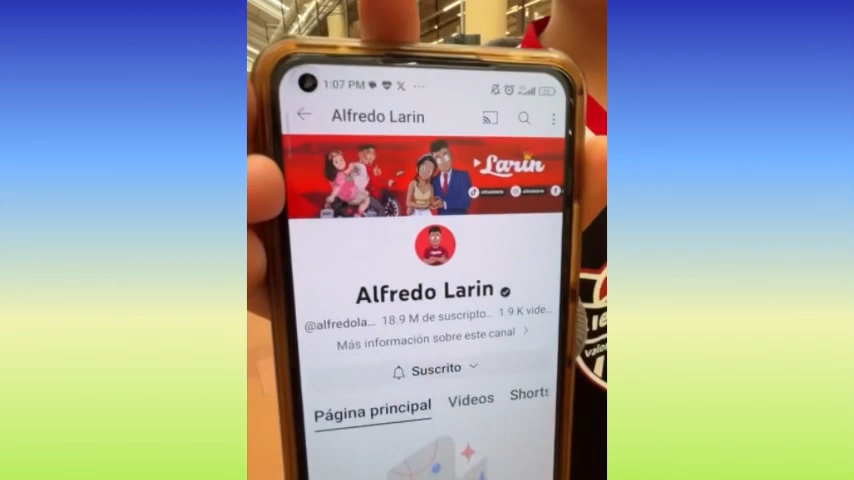 1:07 PM
Alfredo Larin
Larin
Alfredo Larin
@alfredola... 18.9 M de suscripto... 1.9 K vide...
Más información sobre este canal
Suscrito
Página principal Videos Shorts